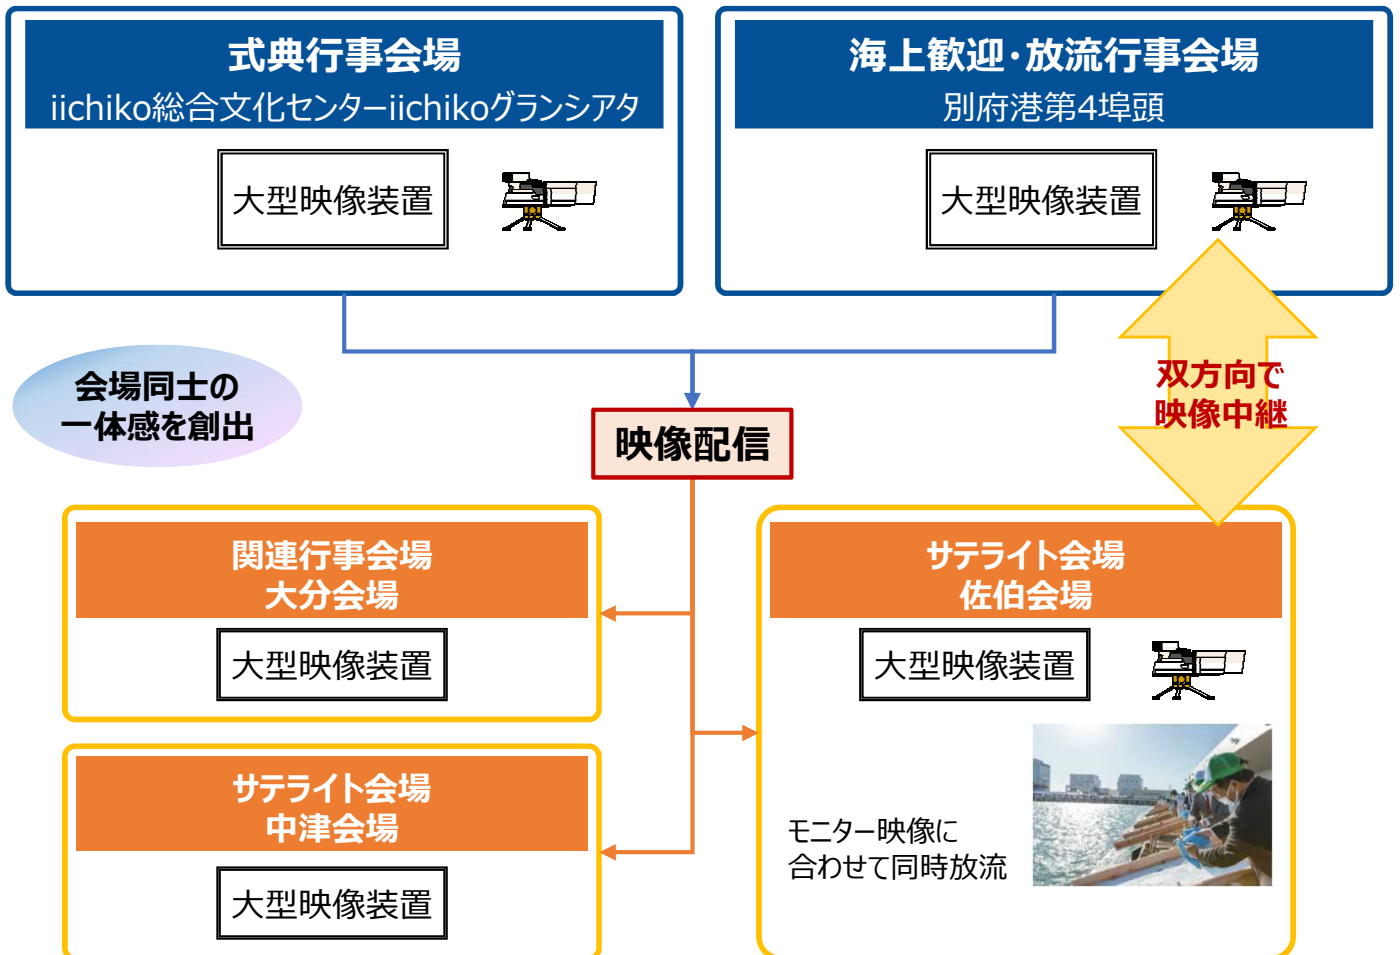 式典行事会場
iichiko総合文化センターiichikoグランシアタ
大型映像装置
海上歓迎・放流行事会場
別府港第4埠頭
大型映像装置
双方向で
映像中継
会場同士の
一体感を創出
映像配信
関連行事会場
大分会場
大型映像装置
サテライト会場
中津会場
大型映像装置
サテライト会場
佐伯会場
大型映像装置
モニター映像に
合わせて同時放流